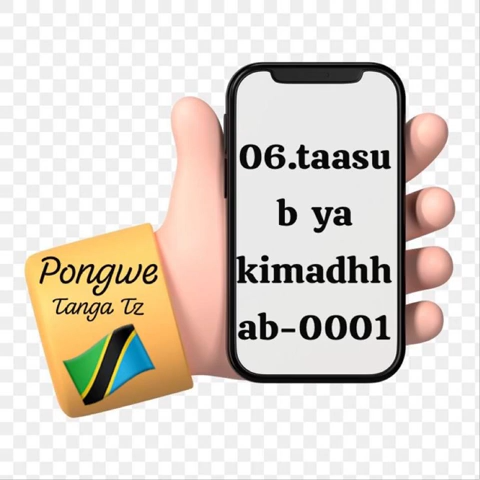 06.taasu
b ya
kimadhh
ab-0001
Pongwe
Tanga Tz